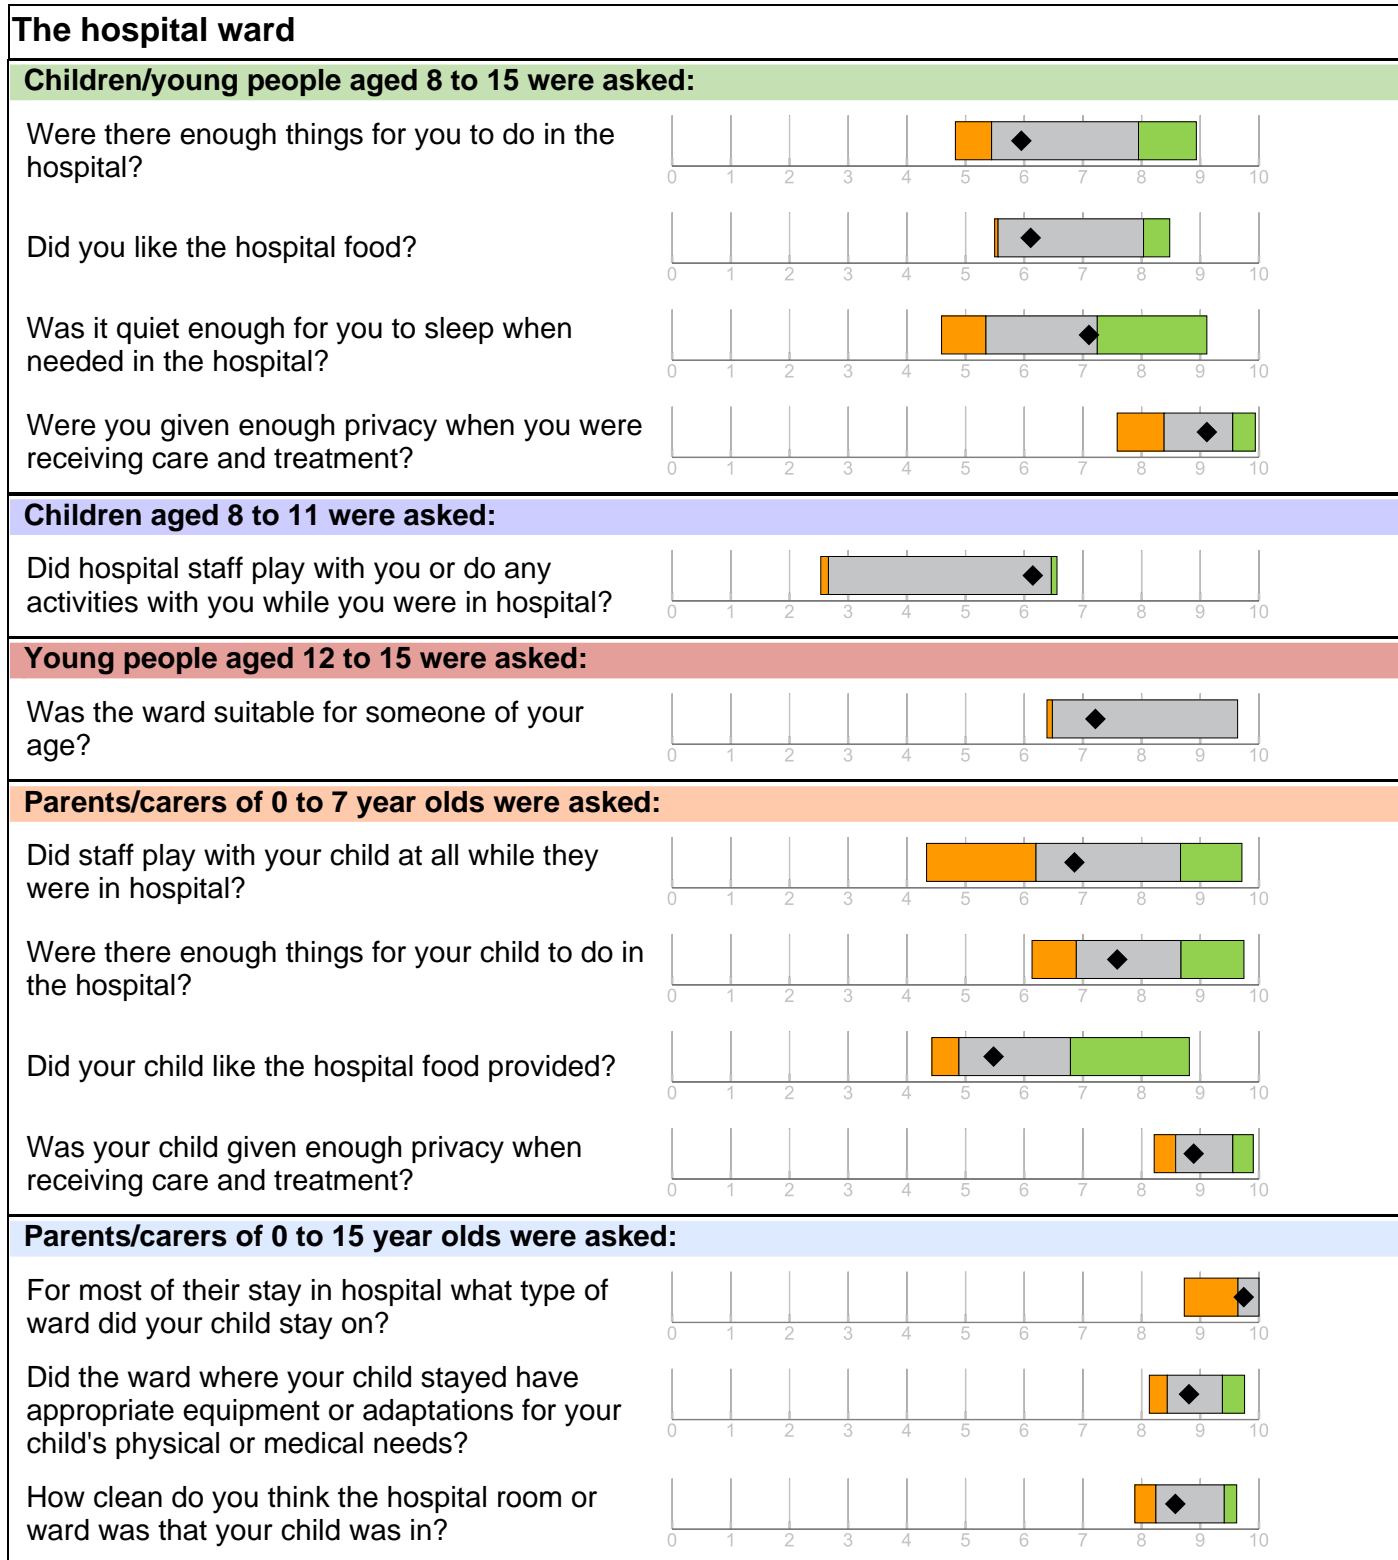 The hospital ward
Children/young people aged 8 to 15 were asked:
Were there enough things for you to do in the
hospital?
0 1 2 3 4 5 6 7 8 9 10
Did you like the hospital food?
0 1 2 3 4 5 6 7 8 9 10
Was it quiet enough for you to sleep when
needed in the hospital?
0 1 2 3 4 5 6 7 8 9 10
Were you given enough privacy when you were
receiving care and treatment?
0 1 2 3 4 5 6 7 8 9 10
Children aged 8 to 11 were asked:
Did hospital staff play with you or do any
activities with you while you were in hospital?
0 1 2 3 4 5 6 7 8 9 10
Young people aged 12 to 15 were asked:
Was the ward suitable for someone of your
age?
0 1 2 3 4 5 6 7 8 9 10
Parents/carers of 0 to 7 year olds were asked:
Did staff play with your child at all while they
were in hospital?
0 1 2 3 4 5 6 7 8 9 10
Were there enough things for your child to do in
the hospital?
0 1 2 3 4 5 6 7 8 9 10
Did your child like the hospital food provided?
0 1 2 3 4 5 6 7 8 9 10
Was your child given enough privacy when
receiving care and treatment?
0 1 2 3 4 5 6 7 8 9 10
Parents/carers of 0 to 15 year olds were asked:
For most of their stay in hospital what type of
ward did your child stay on?
0 1 2 3 4 5 6 7 8 9 10
Did the ward where your child stayed have
appropriate equipment or adaptations for your
child's physical or medical needs?
0 1 2 3 4 5 6 7 8 9 10
How clean do you think the hospital room or
ward was that your child was in?
0 1 2 3 4 5 6 7 8 9 10